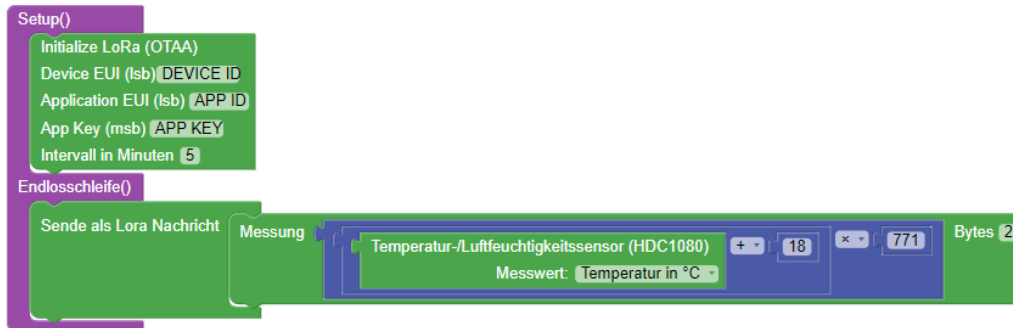 Setup()
Initialize LoRa (OTAA)
Device EUI (lsb) DEVICE ID
Application EUI (lsb) APP ID
App Key (msb) APP KEY
Intervall in Minuten 5
Endlosschleife()
Sende als Lora Nachricht Messung Temperatur-/Luftfeuchtigkeitssensor (HDC1080) + 18 × 771 Bytes 2
Messwert: Temperatur in °C